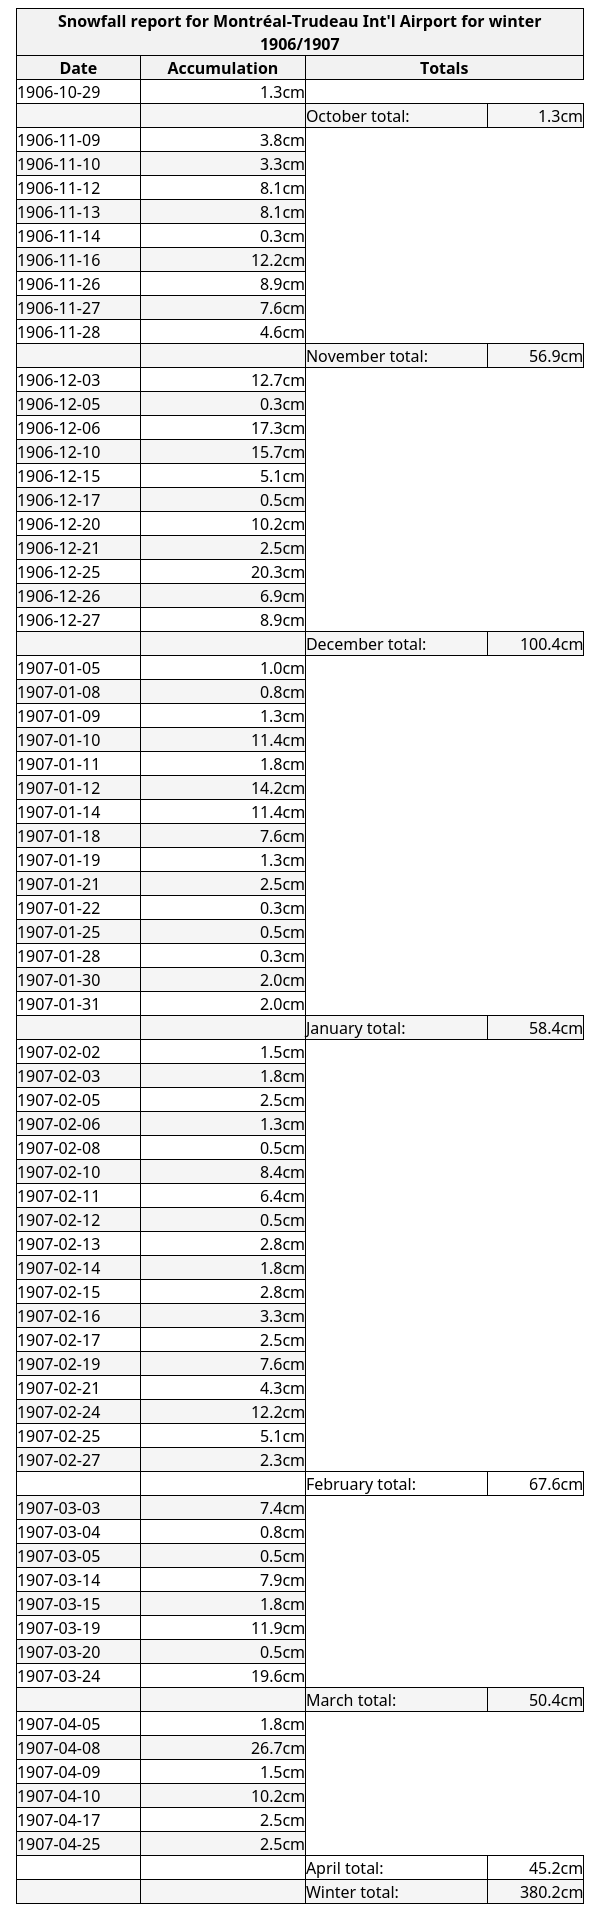 Snowfall report for Montréal-Trudeau Int'l Airport for winter
1906/1907
Date Accumulation Totals
1906-10-29 1.3cm
October total: 1.3cm
1906-11-09 3.8cm
1906-11-10 3.3cm
1906-11-12 8.1cm
1906-11-13 8.1cm
1906-11-14 0.3cm
1906-11-16 12.2cm
1906-11-26 8.9cm
1906-11-27 7.6cm
1906-11-28 4.6cm
November total: 56.9cm
1906-12-03 12.7cm
1906-12-05 0.3cm
1906-12-06 17.3cm
1906-12-10 15.7cm
1906-12-15 5.1cm
1906-12-17 0.5cm
1906-12-20 10.2cm
1906-12-21 2.5cm
1906-12-25 20.3cm
1906-12-26 6.9cm
1906-12-27 8.9cm
December total: 100.4cm
1907-01-05 1.0cm
1907-01-08 0.8cm
1907-01-09 1.3cm
1907-01-10 11.4cm
1907-01-11 1.8cm
1907-01-12 14.2cm
1907-01-14 11.4cm
1907-01-18 7.6cm
1907-01-19 1.3cm
1907-01-21 2.5cm
1907-01-22 0.3cm
1907-01-25 0.5cm
1907-01-28 0.3cm
1907-01-30 2.0cm
1907-01-31 2.0cm
January total: 58.4cm
1907-02-02 1.5cm
1907-02-03 1.8cm
1907-02-05 2.5cm
1907-02-06 1.3cm
1907-02-08 0.5cm
1907-02-10 8.4cm
1907-02-11 6.4cm
1907-02-12 0.5cm
1907-02-13 2.8cm
1907-02-14 1.8cm
1907-02-15 2.8cm
1907-02-16 3.3cm
1907-02-17 2.5cm
1907-02-19 7.6cm
1907-02-21 4.3cm
1907-02-24 12.2cm
1907-02-25 5.1cm
1907-02-27 2.3cm
February total: 67.6cm
1907-03-03 7.4cm
1907-03-04 0.8cm
1907-03-05 0.5cm
1907-03-14 7.9cm
1907-03-15 1.8cm
1907-03-19 11.9cm
1907-03-20 0.5cm
1907-03-24 19.6cm
March total: 50.4cm
1907-04-05 1.8cm
1907-04-08 26.7cm
1907-04-09 1.5cm
1907-04-10 10.2cm
1907-04-17 2.5cm
1907-04-25 2.5cm
April total: 45.2cm
Winter total: 380.2cm